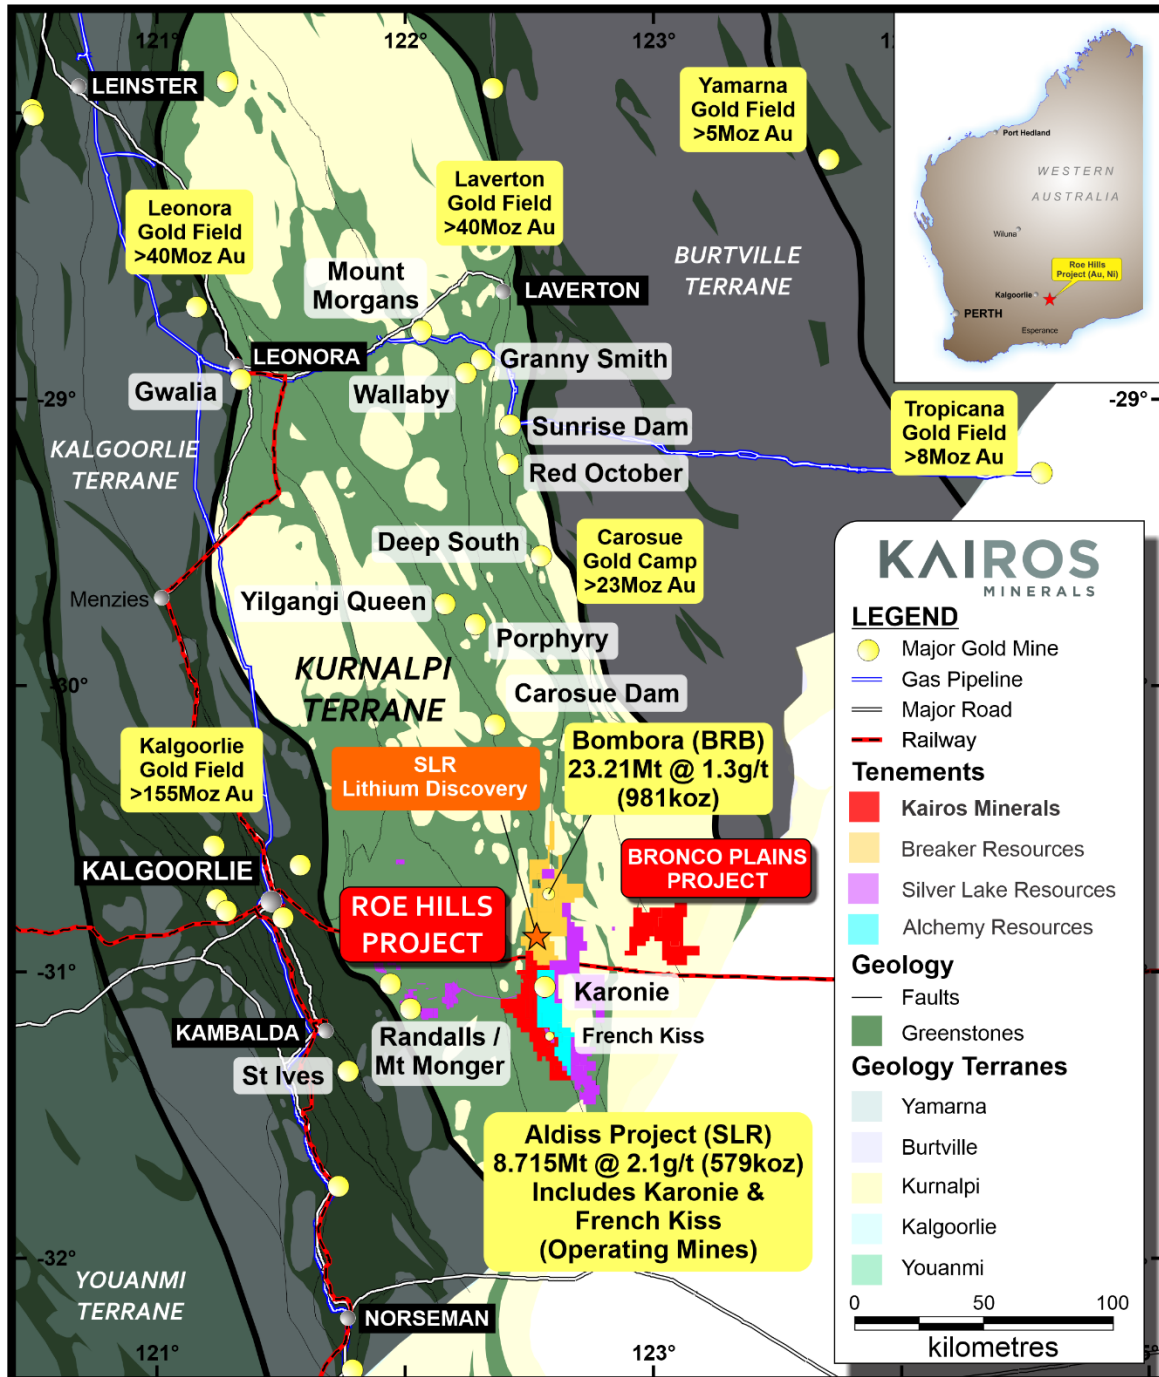 121°
122°
123°
LEINSTER
Yamarna
Gold Field
>5Moz Au
Port Hedland
WESTERN
AUSTRALIA
Wiluna
Roe Hills
Project (Au, Ni)
Kalgoorlie
PERTH
Esperance
Leonora
Gold Field
>40Moz Au
Laverton
Gold Field
>40Moz Au
BURTVILLE
TERRANE
Mount
Morgans
LAVERTON
LEONORA
Granny Smith
Gwalia
Wallaby
-29°
-29°
Sunrise Dam
Tropicana
Gold Field
>8Moz Au
KALGOORLIE
TERRANE
Red October
Deep South
Carosue
Gold Camp
>23Moz Au
Menzies
Yilgangi Queen
Porphyry
KURNALPI
TERRANE
Carosue Dam
-30°
Kalgoorlie
Gold Field
>155Moz Au
SLR
Lithium Discovery
Bombora (BRB)
23.21Mt @ 1.3g/t
(981koz)
KALGOORLIE
BRONCO PLAINS
PROJECT
ROE HILLS
PROJECT
-31°
Karonie
KAMBALDA
Randalls /
Mt Monger
French Kiss
St Ives
Aldiss Project (SLR)
8.715Mt @ 2.1g/t (579koz)
Includes Karonie &
French Kiss
(Operating Mines)
-32°
YOUANMI
TERRANE
NORSEMAN
121°
122°
123°
KAIROS
MINERALS
LEGEND
Major Gold Mine
Gas Pipeline
Major Road
Railway
Tenements
Kairos Minerals
Breaker Resources
Silver Lake Resources
Alchemy Resources
Geology
Faults
Greenstones
Geology Terranes
Yamarna
Burtville
Kurnalpi
Kalgoorlie
Youanmi
0 50 100
kilometres